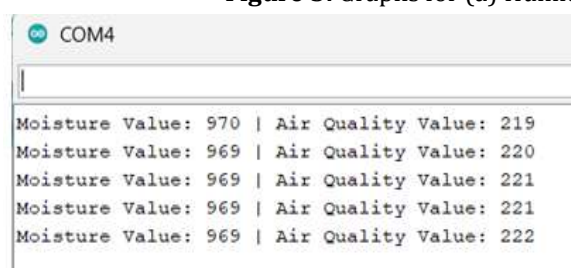 COM4
Moisture Value: 970 | Air Quality Value: 219
Moisture Value: 969 | Air Quality Value: 220
Moisture Value: 969 | Air Quality Value: 221
Moisture Value: 969 | Air Quality Value: 221
Moisture Value: 969 | Air Quality Value: 222